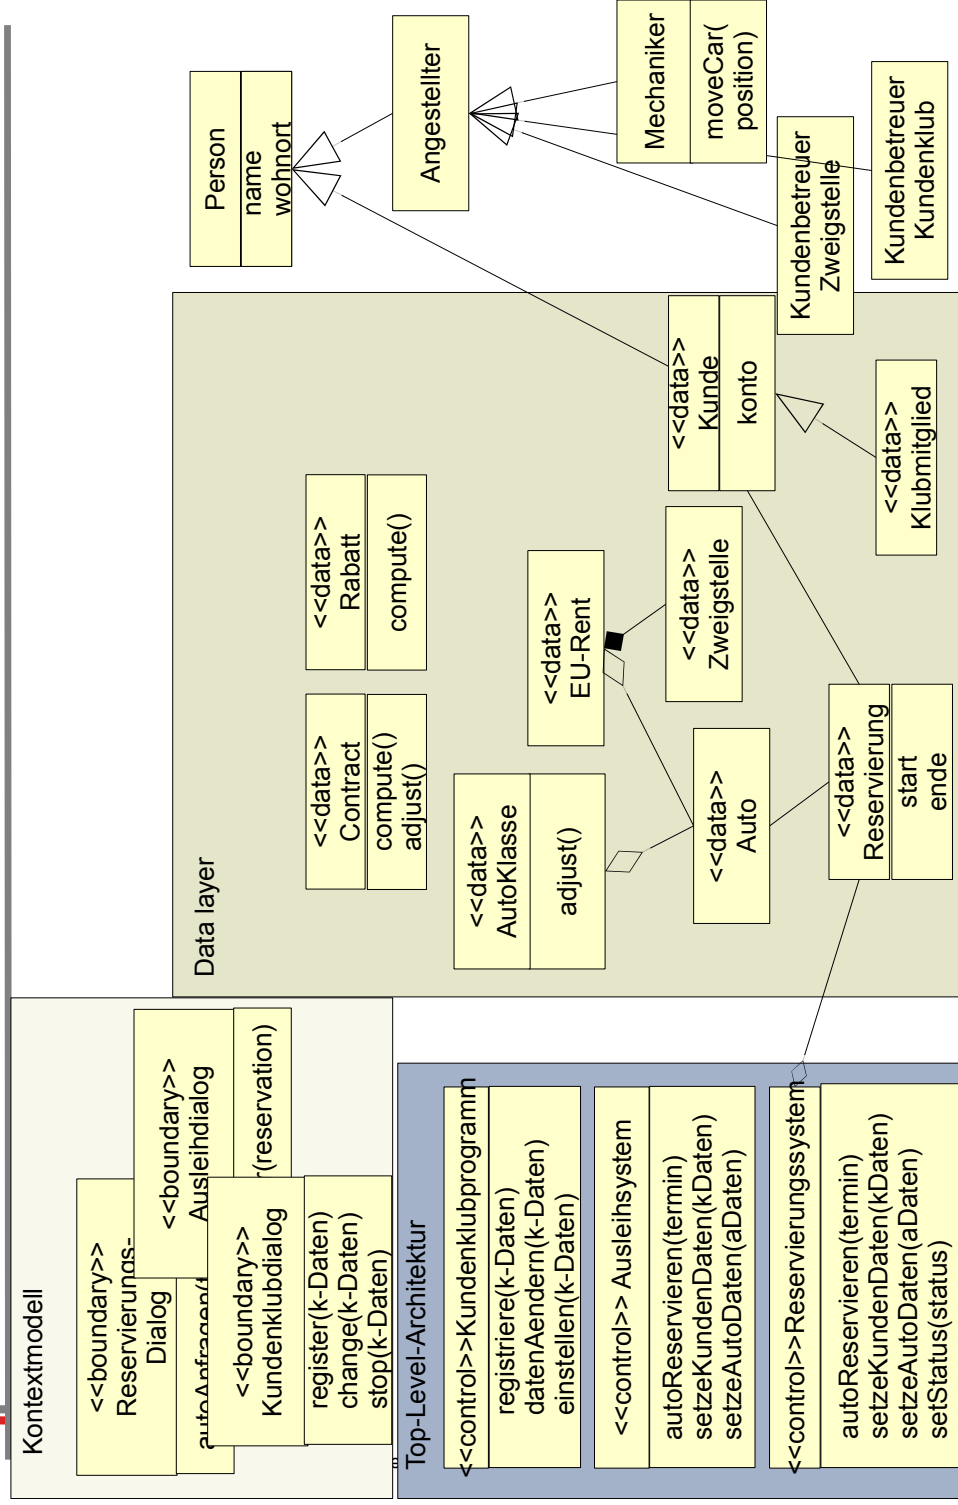 Kontextmodell
<<boundary>>
Reservierungs-
Dialog
<<boundary>>
Ausleihdialog
(reservation)
<<boundary>>
Kundenklubdialog
register(k-Daten)
change(k-Daten)
stop(k-Daten)
Top-Level-Architektur
<<control>>Kundenklubprogramm
registriere(k-Daten)
datenAendern(k-Daten)
einstellen(k-Daten)
<<control>> Ausleihsystem
autoReservieren(termin)
setzeKundenDaten(kDaten)
setzeAutoDaten(aDaten)
<<control>>Reservierungssystem
autoReservieren(termin)
setzeKundenDaten(kDaten)
setzeAutoDaten(aDaten)
setStatus(status)
Data layer
<<data>>
Contract
compute()
adjust()
<<data>>
Rabatt
compute()
<<data>>
AutoKlasse
adjust()
<<data>>
EU-Rent
<<data>>
Auto
<<data>>
Zweigstelle
<<data>>
Reservierung
start
ende
<<data>>
Kunde
konto
<<data>>
Klubmitglied
Person
name
wohnort
Angestellter
Mechaniker
moveCar(
position)
Kundenbetreuer
Zweigstelle
Kundenbetreuer
Kundenklub